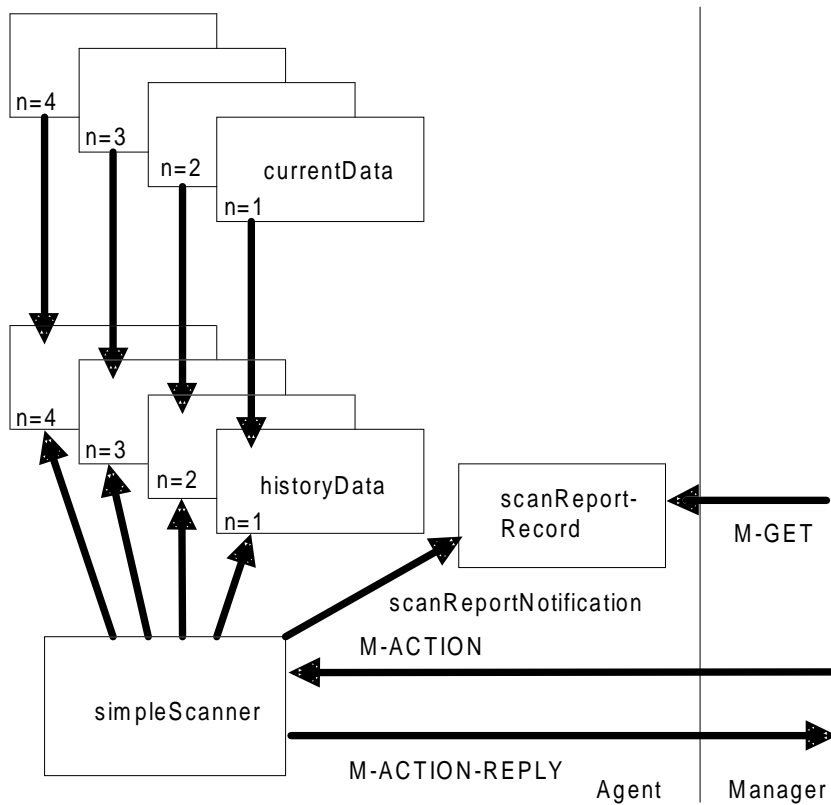 n=4
n=3
n=2
currentData
n=1
n=4
n=3
n=2
historyData
n=1
scanReport-
Record
M-GET
scanReportNotification
M-ACTION
simpleScanner
M-ACTION-REPLY
Agent
Manager